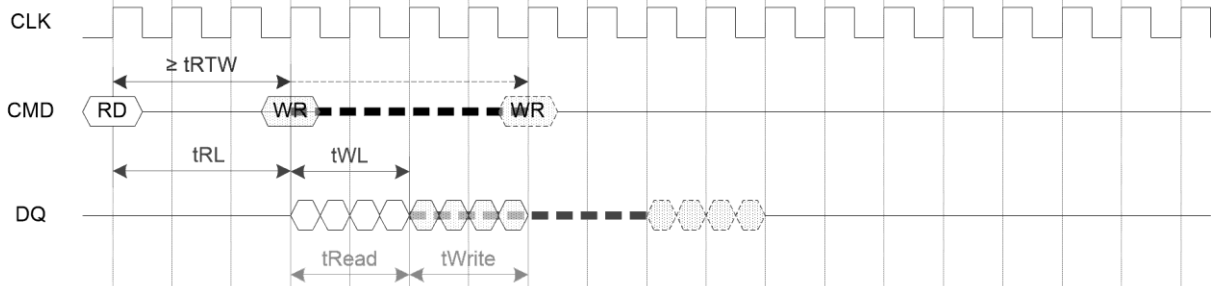 CLK
≥ tRTW
CMD RD WR WR
tRL tWL
DQ
tRead tWrite